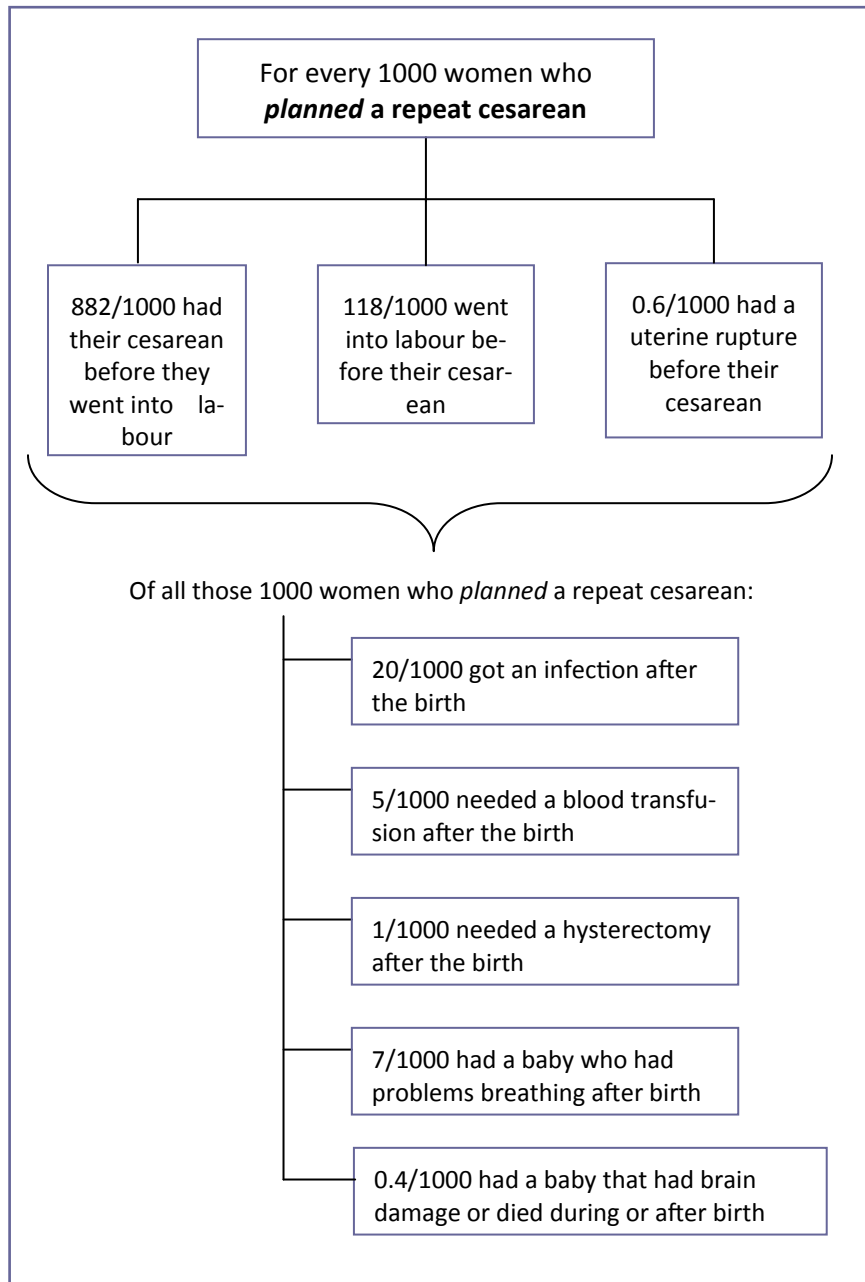 For every 1000 women who
planned a repeat cesarean
882/1000 had
their cesarean
before they
went into la-
bour
118/1000 went
into labour be-
fore their cesar-
ean
0.6/1000 had a
uterine rupture
before their
cesarean
Of all those 1000 women who planned a repeat cesarean:
20/1000 got an infection after
the birth
5/1000 needed a blood transfu-
sion after the birth
1/1000 needed a hysterectomy
after the birth
7/1000 had a baby who had
problems breathing after birth
0.4/1000 had a baby that had brain
damage or died during or after birth